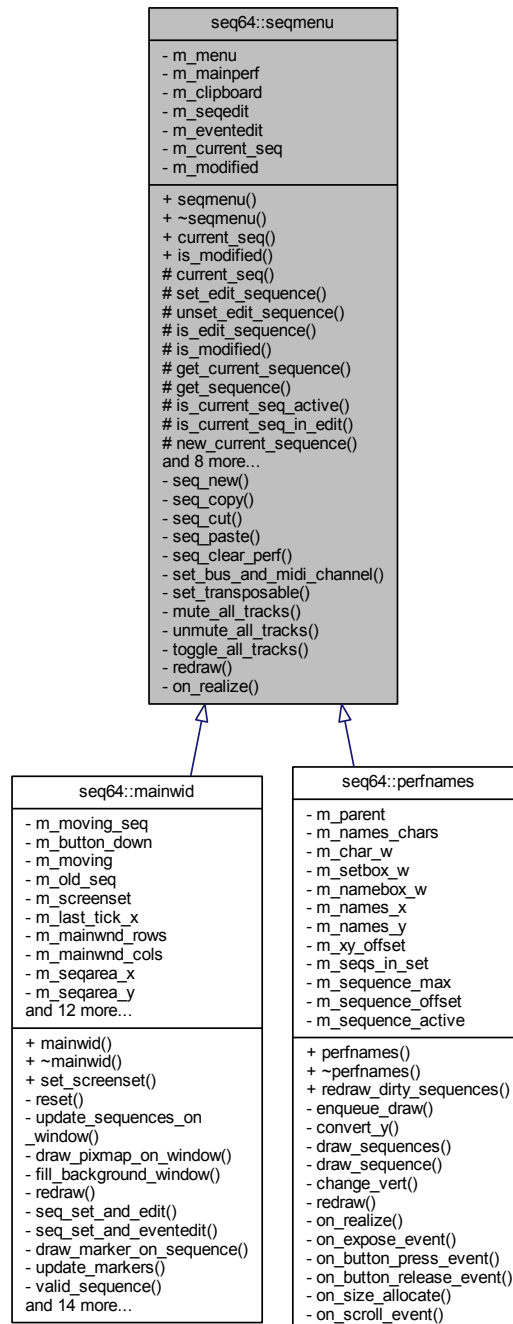 seq64::seqmenu
- m_menu
- m_mainperf
- m_clipboard
- m_seqedit
- m_eventedit
- m_current_seq
- m_modified
+ seqmenu()
+ ~seqmenu()
+ current_seq()
+ is_modified()
# current_seq()
# set_edit_sequence()
# unset_edit_sequence()
# is_edit_sequence()
# is_modified()
# get_current_sequence()
# get_sequence()
# is_current_seq_active()
# is_current_seq_in_edit()
# new_current_sequence()
and 8 more...
- seq_new()
- seq_copy()
- seq_cut()
- seq_paste()
- seq_clear_perf()
- set_bus_and_midi_channel()
- set_transposable()
- mute_all_tracks()
- unmute_all_tracks()
- toggle_all_tracks()
- redraw()
- on_realize()
seq64::mainwid
- m_moving_seq
- m_button_down
- m_moving
- m_old_seq
- m_screenset
- m_last_tick_x
- m_mainwnd_rows
- m_mainwnd_cols
- m_seqarea_x
- m_seqarea_y
and 12 more...
+ mainwid()
+ ~mainwid()
+ set_screenset()
- reset()
- update_sequences_on
_window()
- draw_pixmap_on_window()
- fill_background_window()
- redraw()
- seq_set_and_edit()
- seq_set_and_eventedit()
- draw_marker_on_sequence()
- update_markers()
- valid_sequence()
and 14 more...
seq64::perfnames
- m_parent
- m_names_chars
- m_char_w
- m_setbox_w
- m_namebox_w
- m_names_x
- m_names_y
- m_xy_offset
- m_seqs_in_set
- m_sequence_max
- m_sequence_offset
- m_sequence_active
+ perfnames()
+ ~perfnames()
+ redraw_dirty_sequences()
- enqueue_draw()
- convert_y()
- draw_sequences()
- draw_sequence()
- change_vert()
- redraw()
- on_realize()
- on_expose_event()
- on_button_press_event()
- on_button_release_event()
- on_size_allocate()
- on_scroll_event()